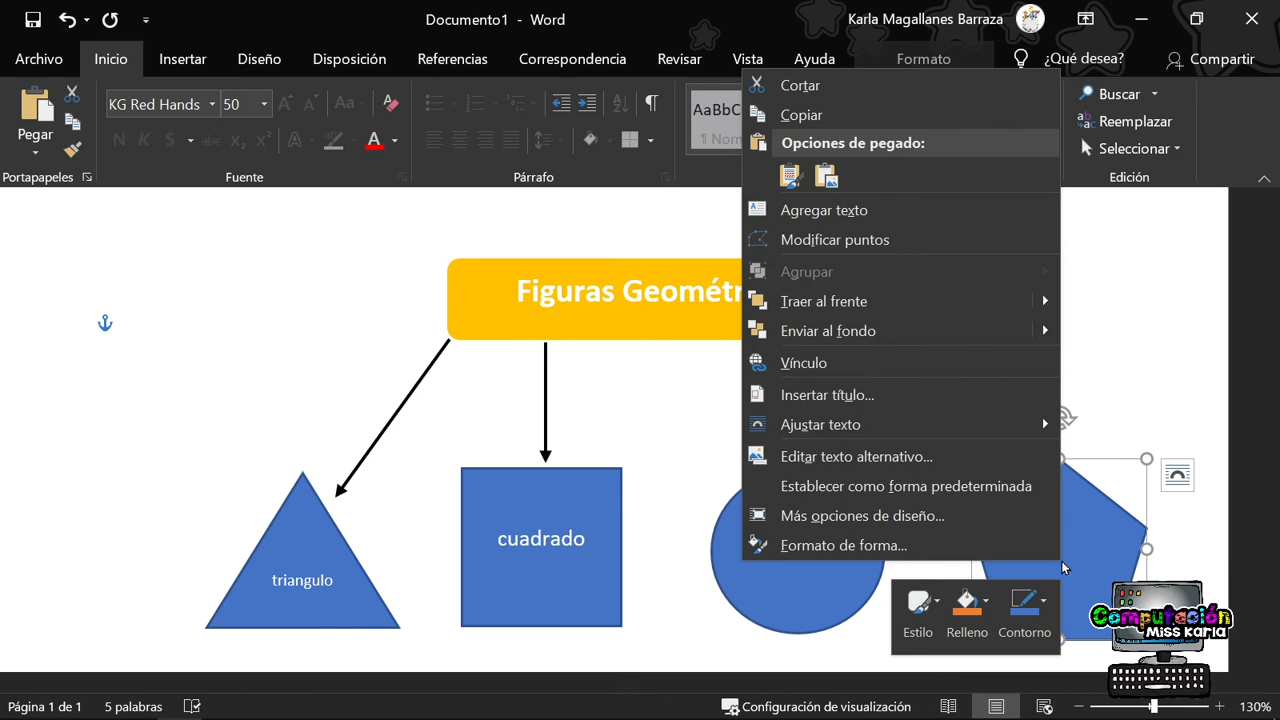 Documento1 - Word
Karla Magallanes Barraza
Archivo
Inicio
Insertar
Diseño
Disposición
Referencias
Correspondencia
Revisar
Vista
Ayuda
Formato
¿Qué desea?
Compartir
Pegar
Portapapeles
KG Red Hands
50
Aa
N K S abc
A
A
Fuente
Párrafo
AaBbC
¶ Norm
Buscar
Reemplazar
Seleccionar
Edición
Cortar
Copiar
Opciones de pegado:
Agregar texto
Modificar puntos
Agrupar
Traer al frente
Enviar al fondo
Vínculo
Insertar título...
Ajustar texto
Editar texto alternativo...
Establecer como forma predeterminada
Más opciones de diseño...
Formato de forma...
Estilo
Relleno
Contorno
Figuras Geométr
triangulo
cuadrado
Computación
Miss Karla
Página 1 de 1
5 palabras
Configuración de visualización
130%